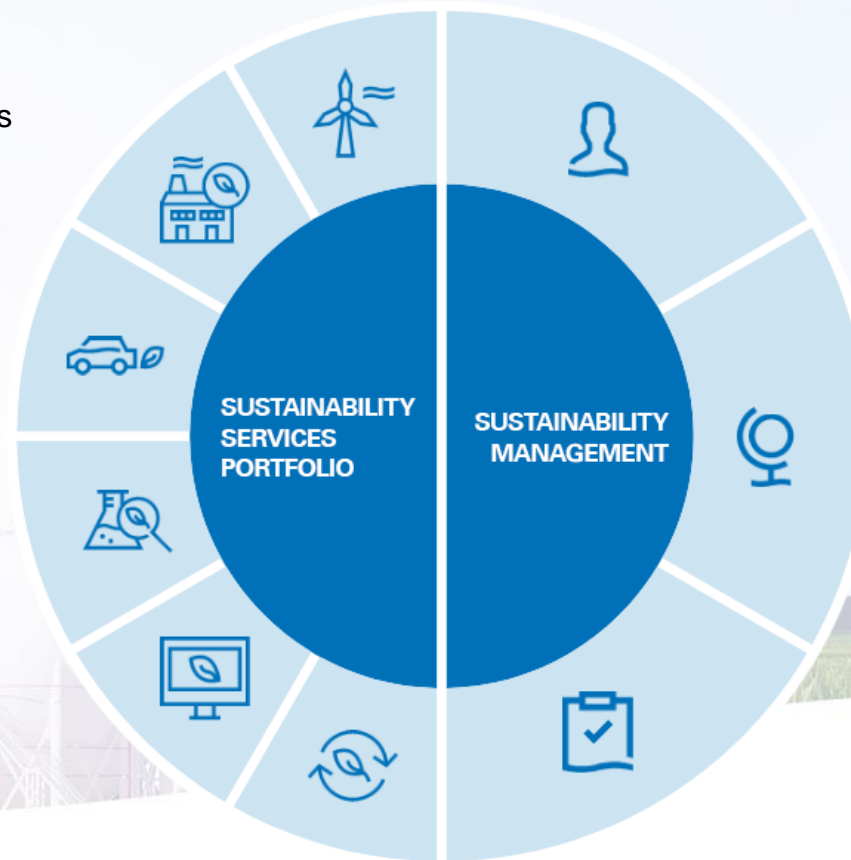 s
SUSTAINABILITY
SERVICES
PORTFOLIO
SUSTAINABILITY
MANAGEMENT